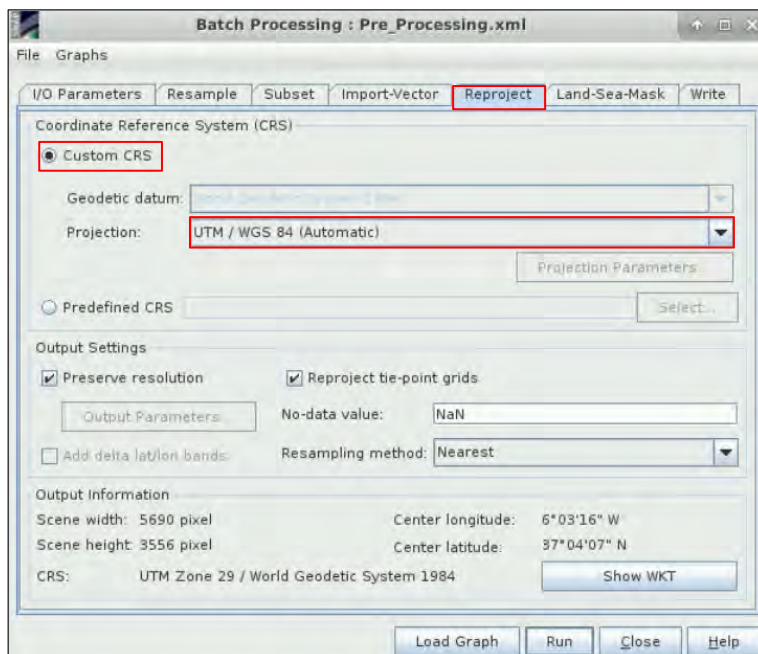 Batch Processing : Pre_Processing.xml
File Graphs
I/O Parameters Resample Subset Import-Vector Reproject Land-Sea-Mask Write
Coordinate Reference System (CRS)
Custom CRS
Geodetic datum:
Projection: UTM / WGS 84 (Automatic)
Projection Parameters
Predefined CRS Select...
Output Settings
Preserve resolution Reproject tie-point grids
Output Parameters No-data value: NaN
Add delta lat/lon bands Resampling method: Nearest
Output Information
Scene width: 5690 pixel Center longitude: 6°03'16" W
Scene height: 3556 pixel Center latitude: 37°04'07" N
CRS: UTM Zone 29 / World Geodetic System 1984 Show WKT
Load Graph Run Close Help